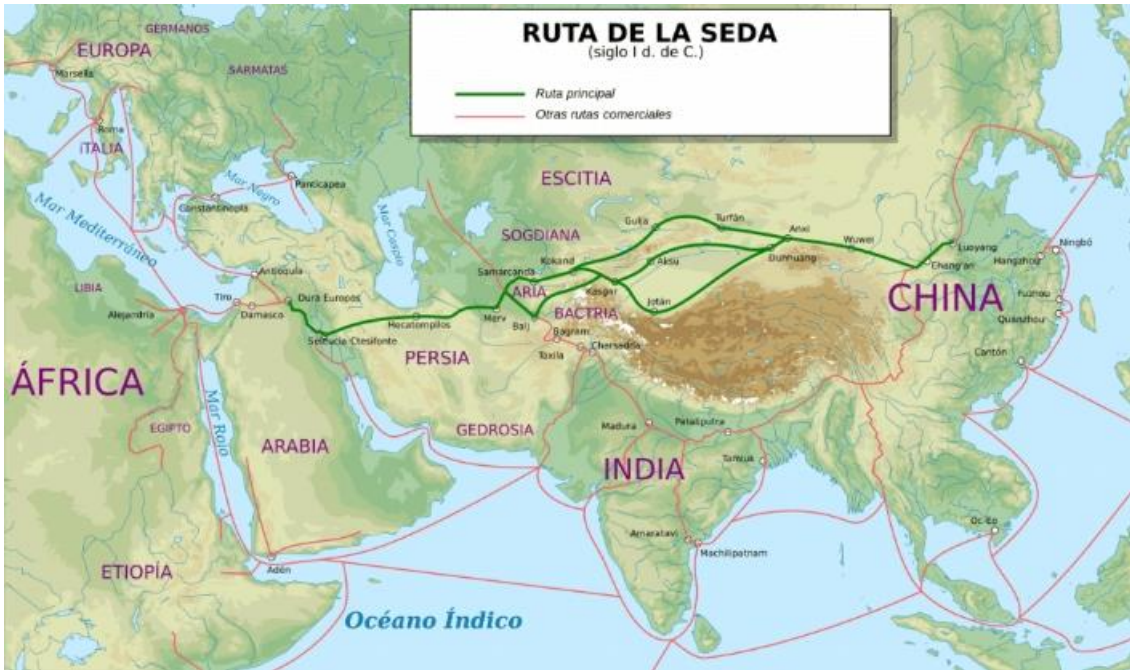 RUTA DE LA SEDA
(siglo I d. de C.)
Ruta principal
Otras rutas comerciales
GERMANOS
EUROPA
Marsella
SARMATAS
Roma
ITALIA
Mar Negro
Panticapea
Constantinopla
Mar Mediterráneo
Mar Caspio
ESCITIA
SOGDIANA
Gulja
Turfán
Anxi
Wuwei
Luoyang
Chang'an
Ningbó
Hangzhou
Kokand
Aksu
Dunhuang
Samarcanda
Antioquía
LIBIA
Tiro
Dura Europos
Damasco
Alejandría
ARIA
Kasgar
Jotán
CHINA
Fuzhou
Quanzhou
Hecatompilos
Merv
Balj
BACTRIA
Bagram
Seleucia Ctesifonte
PERSIA
Taxila
Chersadda
Cantón
ÁFRICA
Mar Rojo
EGIPTO
ARABIA
GEDROSIA
Madura
Pataliputra
INDIA
Tamluk
Oc-Eo
Amaratavi
Machilipatnam
ETIOPÍA
Adén
Océano Índico